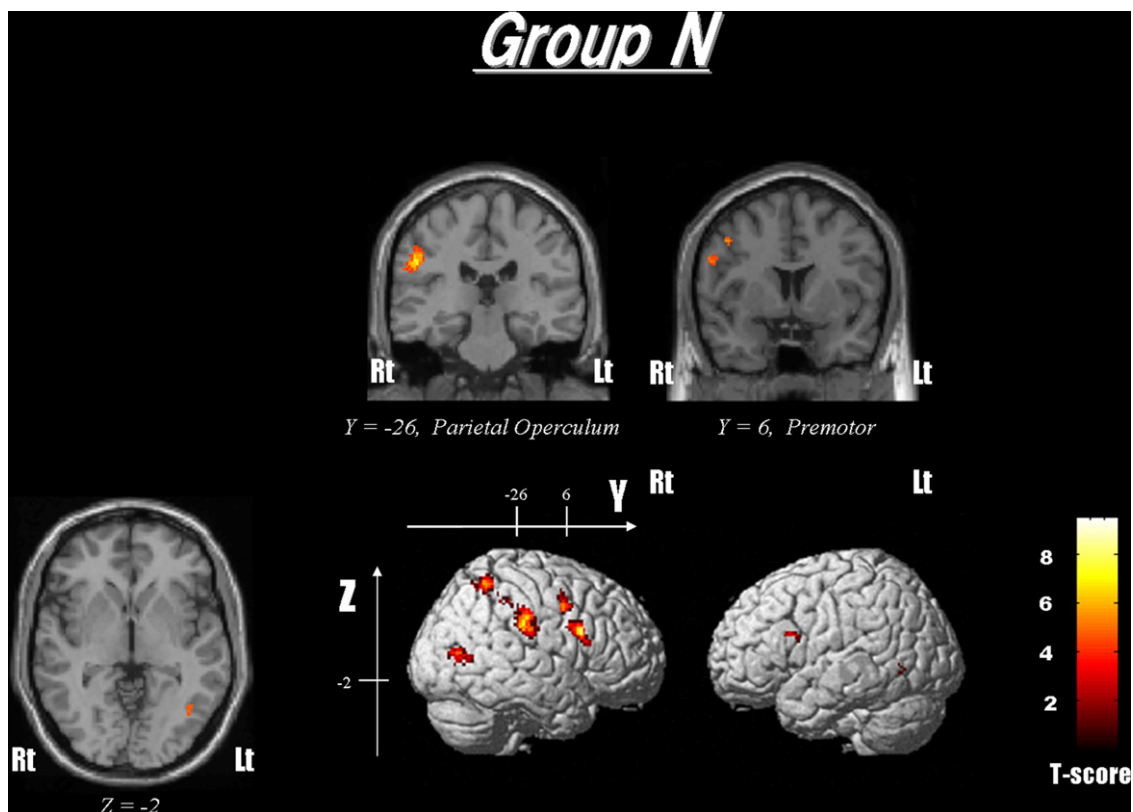 Group N
Rt Lt Rt Lt
Y = -26, Parietal Operculum Y = 6, Premotor
-26 6 Y Rt Lt
Z
-2
8
6
4
2
Rt Lt
T-score
Z = -2